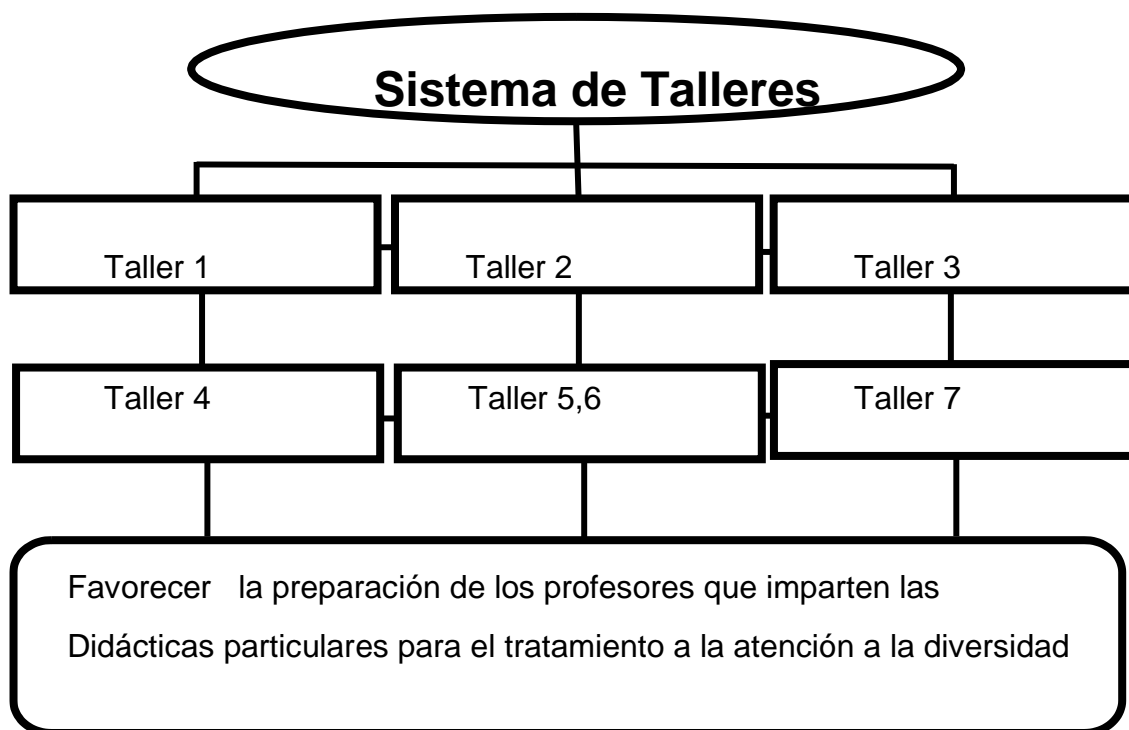 Sistema de Talleres
Taller 1
Taller 2
Taller 3
Taller 4
Taller 5,6
Taller 7
Favorecer la preparación de los profesores que imparten las
Didácticas particulares para el tratamiento a la atención a la diversidad